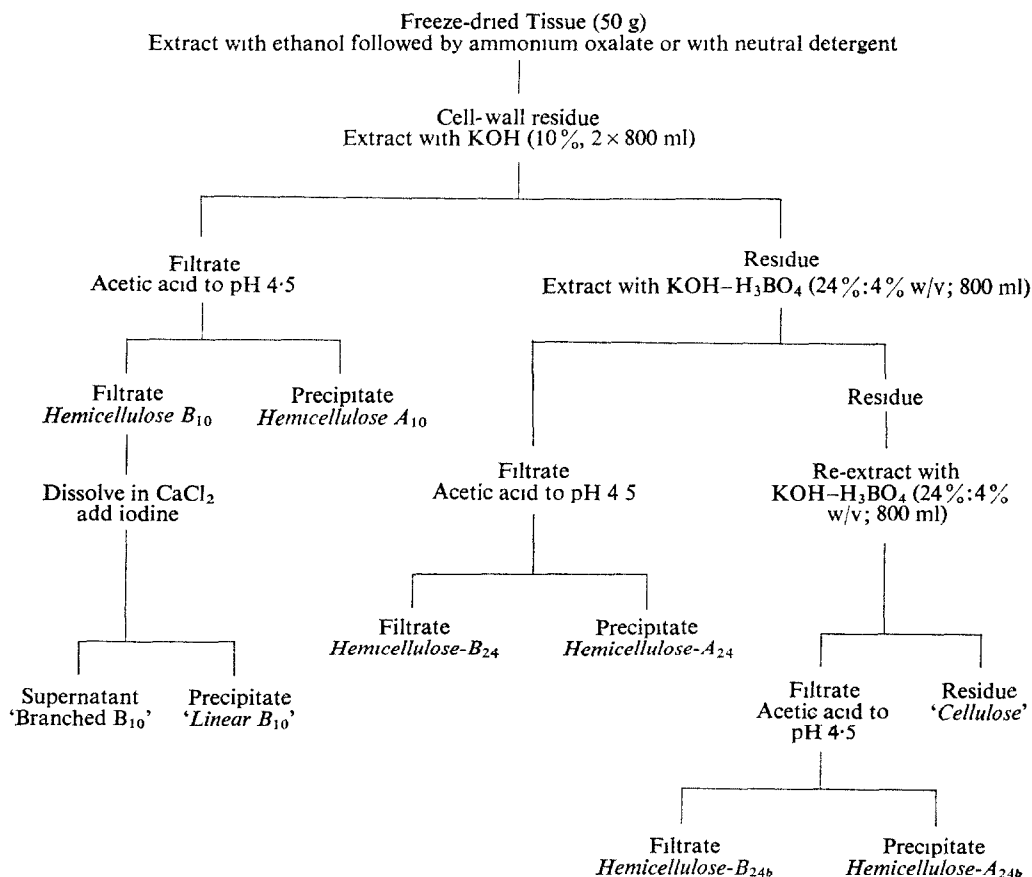 Freeze-dried Tissue (50 g)
Extract with ethanol followed by ammonium oxalate or with neutral detergent
Cell-wall residue
Extract with KOH (10%, 2 × 800 ml)
Filtrate
Acetic acid to pH 4·5
Residue
Extract with KOH–H₃BO₄ (24%:4% w/v; 800 ml)
Filtrate
Hemicellulose B₁₀
Precipitate
Hemicellulose A₁₀
Dissolve in CaCl₂
add iodine
Supernatant
‘Branched B₁₀’
Precipitate
‘Linear B₁₀’
Filtrate
Acetic acid to pH 4 5
Residue
Re-extract with
KOH–H₃BO₄ (24%:4%
w/v; 800 ml)
Filtrate
Hemicellulose-B₂₄
Precipitate
Hemicellulose-A₂₄
Filtrate
Acetic acid to
pH 4·5
Residue
‘Cellulose’
Filtrate
Hemicellulose-B₂₄b
Precipitate
Hemicellulose-A₂₄b